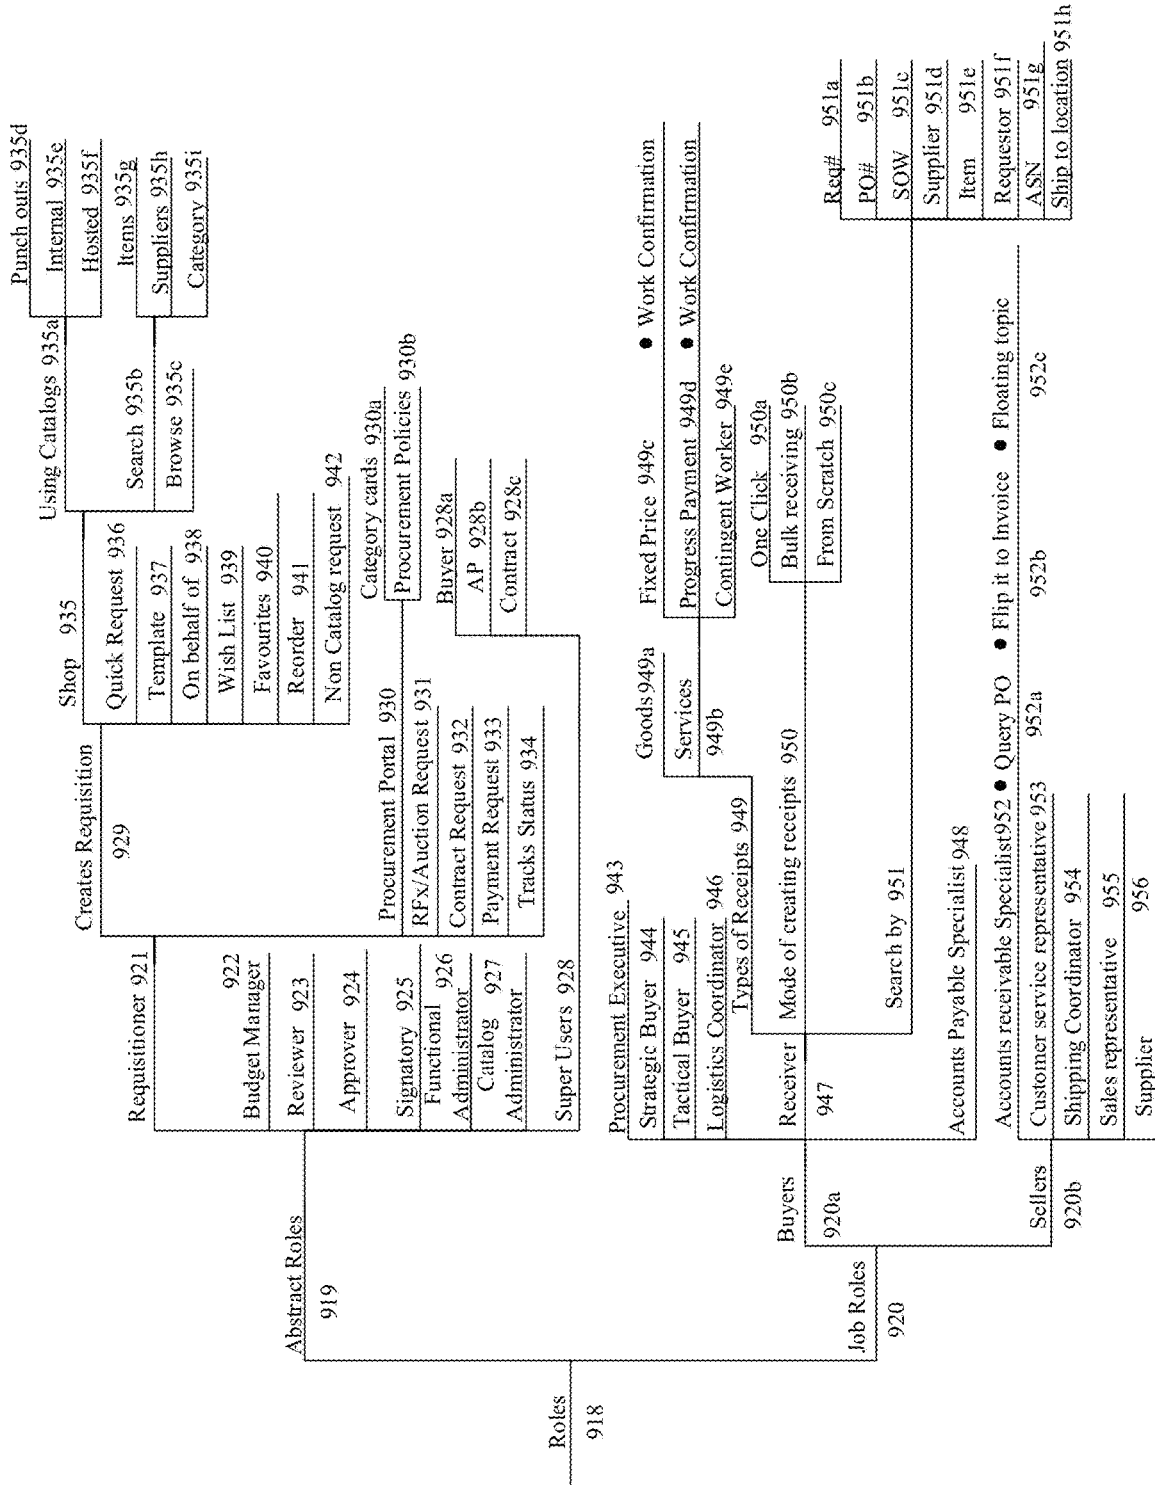 Roles
918
Abstract Roles
919
Requisitioner 921
Creates Requisition
929
Shop 935
Using Catalogs 935a
Punch outs 935d
Internal 935e
Hosted 935f
Search 935b
Browse 935c
Items 935g
Suppliers 935h
Category 935i
Quick Request 936
Template 937
On behalf of 938
Wish List 939
Favourites 940
Reorder 941
Non Catalog request 942
Procurement Portal 930
Category cards 930a
Procurement Policies 930b
RFx/Auction Request 931
Contract Request 932
Payment Request 933
Tracks Status 934
922
Budget Manager
Reviewer 923
Approver 924
Signatory 925
Functional 926
Administrator
Catalog 927
Administrator
Super Users 928
Buyer 928a
AP 928b
Contract 928c
Job Roles
920
Buyers
920a
Procurement Executive 943
Strategic Buyer 944
Tactical Buyer 945
Logistics Coordinator 946
Receiver
947
Types of Receipts 949
Goods 949a
Services
949b
Fixed Price 949c
● Work Confirmation
Progress Payment 949d
● Work Confirmation
Contingent Worker 949e
Mode of creating receipts 950
One Click 950a
Bulk receiving 950b
From Scratch 950c
Search by 951
Req# 951a
PO# 951b
SOW 951c
Supplier 951d
Item 951e
Requestor 951f
ASN 951g
Ship to location 951h
Accounts Payable Specialist 948
Sellers
920b
Accounts receivable Specialist952 ● Query PO ● Flip it to Invoice ● Floating topic
952a 952b 952c
Customer service representative 953
Shipping Coordinator 954
Sales representative 955
Supplier 956